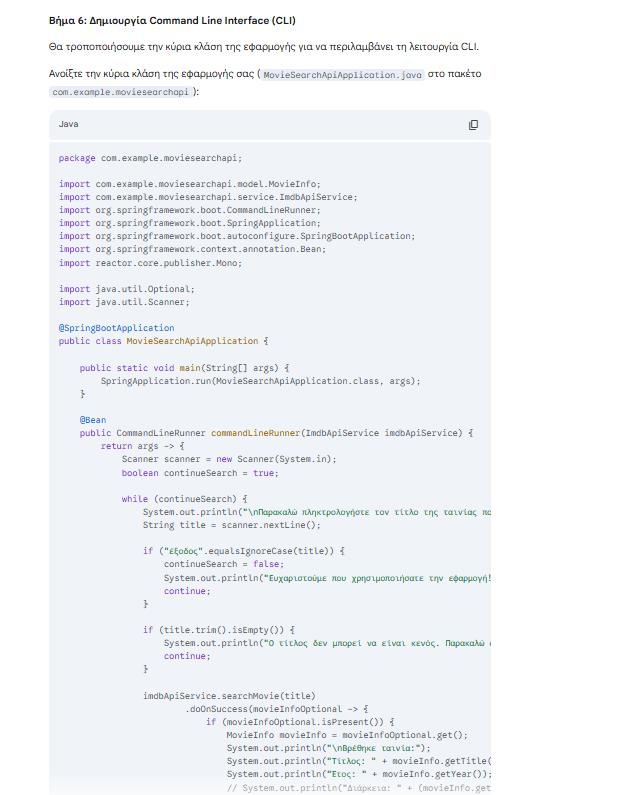 Βήμα 6: Δημιουργία Command Line Interface (CLI)
Θα τροποποιήσουμε την κύρια κλάση της εφαρμογής για να περιλαμβάνει τη λειτουργία CLI.
Ανοίξτε την κύρια κλάση της εφαρμογής σας ( MovieSearchApiApplication.java στο πακέτο
com.example.moviesearchapi ):
Java
package com.example.moviesearchapi;
import com.example.moviesearchapi.model.MovieInfo;
import com.example.moviesearchapi.service.ImdbApiService;
import org.springframework.boot.CommandLineRunner;
import org.springframework.boot.SpringApplication;
import org.springframework.boot.autoconfigure.SpringBootApplication;
import org.springframework.context.annotation.Bean;
import reactor.core.publisher.Mono;
import java.util.Optional;
import java.util.Scanner;
@SpringBootApplication
public class MovieSearchApiApplication {
public static void main(String[] args) {
SpringApplication.run(MovieSearchApiApplication.class, args);
}
@Bean
public CommandLineRunner commandLineRunner(ImdbApiService imdbApiService) {
return args -> {
Scanner scanner = new Scanner(System.in);
boolean continueSearch = true;
while (continueSearch) {
System.out.println("\nΠαρακαλώ πληκτρολογήστε τον τίτλο της ταινίας πο
String title = scanner.nextLine();
if ("έξοδος".equalsIgnoreCase(title)) {
continueSearch = false;
System.out.println("Ευχαριστούμε που χρησιμοποιήσατε την εφαρμογή!
continue;
}
if (title.trim().isEmpty()) {
System.out.println("Ο τίτλος δεν μπορεί να είναι κενός. Παρακαλώ
continue;
}
imdbApiService.searchMovie(title)
.doOnSuccess(movieInfoOptional -> {
if (movieInfoOptional.isPresent()) {
MovieInfo movieInfo = movieInfoOptional.get();
System.out.println("\nΒρέθηκε ταινία:");
System.out.println("Τίτλος: " + movieInfo.getTitle(
System.out.println("Έτος: " + movieInfo.getYear());
// System.out.println("Διάρκεια: " + (movieInfo.get